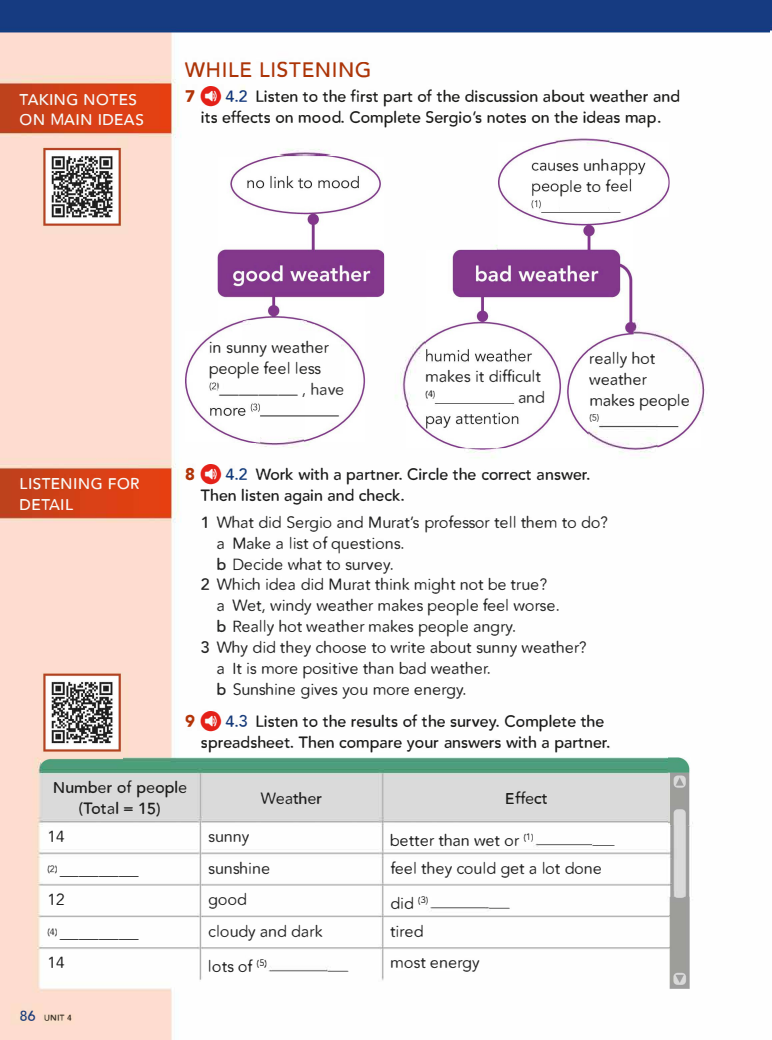 WHILE LISTENING
TAKING NOTES
ON MAIN IDEAS
7 4.2 Listen to the first part of the discussion about weather and
its effects on mood. Complete Sergio's notes on the ideas map.
no link to mood
causes unhappy
people to feel
(1)__________
good weather
bad weather
in sunny weather
people feel less
(2)__________ , have
more (3)__________
humid weather
makes it difficult
(4)__________ and
pay attention
really hot
weather
makes people
(5)__________
LISTENING FOR
DETAIL
8 4.2 Work with a partner. Circle the correct answer.
Then listen again and check.
1 What did Sergio and Murat's professor tell them to do?
a Make a list of questions.
b Decide what to survey.
2 Which idea did Murat think might not be true?
a Wet, windy weather makes people feel worse.
b Really hot weather makes people angry.
3 Why did they choose to write about sunny weather?
a It is more positive than bad weather.
b Sunshine gives you more energy.
9 4.3 Listen to the results of the survey. Complete the
spreadsheet. Then compare your answers with a partner.
Number of people
(Total = 15)
Weather
Effect
14 sunny better than wet or (1)__________
(2)__________ sunshine feel they could get a lot done
12 good did (3)__________
(4)__________ cloudy and dark tired
14 lots of (5)__________ most energy
86 UNIT 4